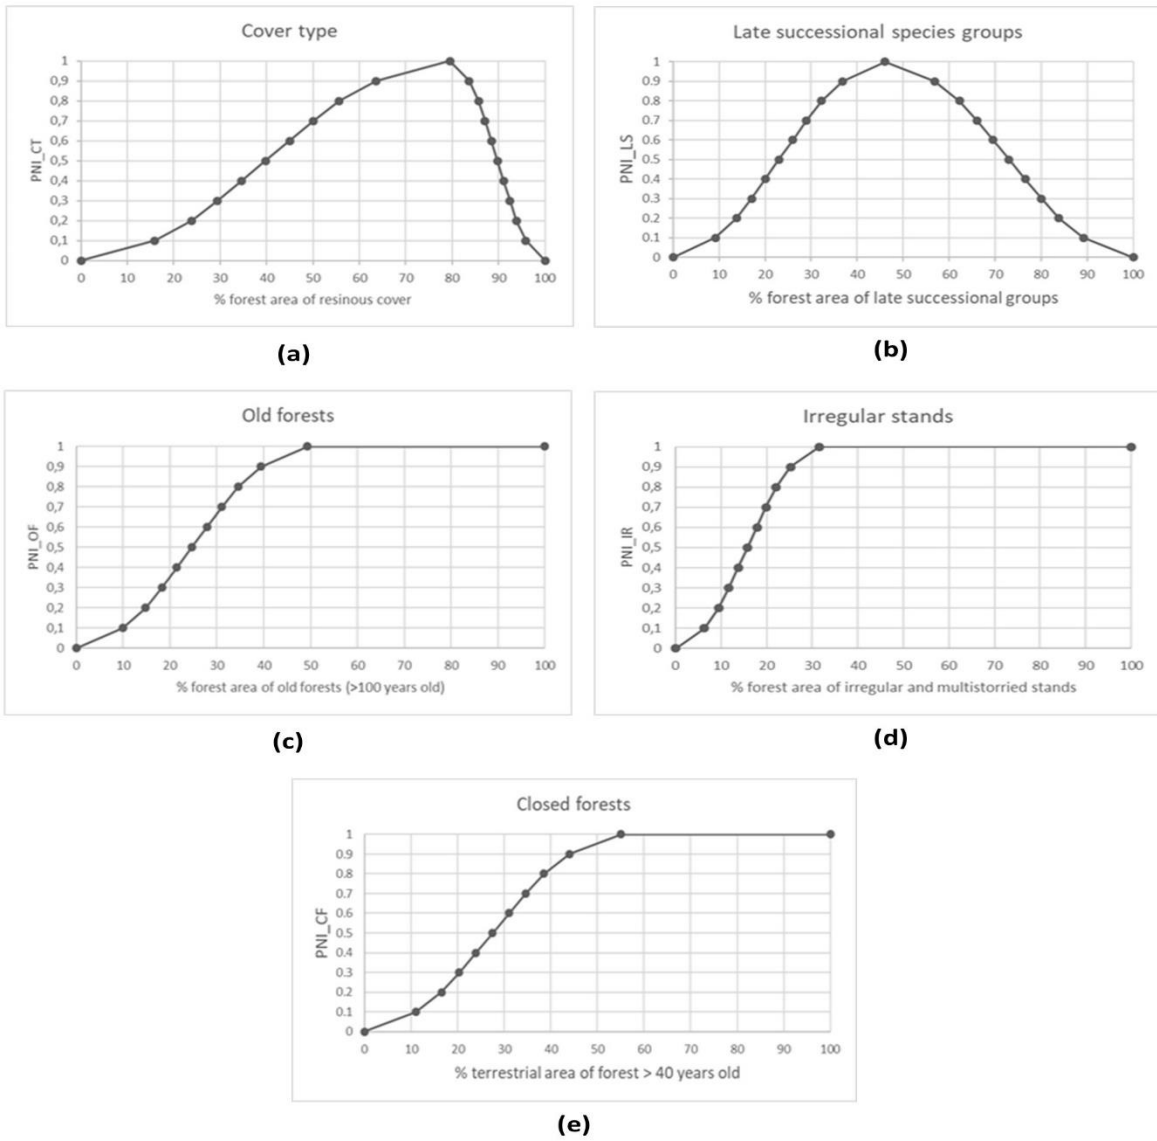 Cover type
1
0,9
0,8
0,7
0,6
0,5
0,4
0,3
0,2
0,1
0
PNI_CT
0 10 20 30 40 50 60 70 80 90 100
% forest area of resinous cover
(a)
Late successional species groups
1
0,9
0,8
0.7
0.6
0.5
0.4
0.3
0.2
0.1
0
PNI_LS
0 10 20 30 40 50 60 70 80 90 100
% forest area of late successional groups
(b)
Old forests
1
0,9
0,8
0,7
0,6
0,5
0,4
0,3
0,2
0,1
0
PNI_OF
0 10 20 30 40 50 60 70 80 90 100
% forest area of old forests (>100 years old)
(c)
Irregular stands
1
0,9
0,8
0,7
0,6
0,5
0,4
0,3
0,2
0,1
0
PNI_IR
0 10 20 30 40 50 60 70 80 90 100
% forest area of irregular and multistorried stands
(d)
Closed forests
1
0.9
0.8
0.7
0.6
0.5
0.4
0.3
0.2
0.1
0
PNI_CF
0 10 20 30 40 50 60 70 80 90 100
% terrestrial area of forest > 40 years old
(e)